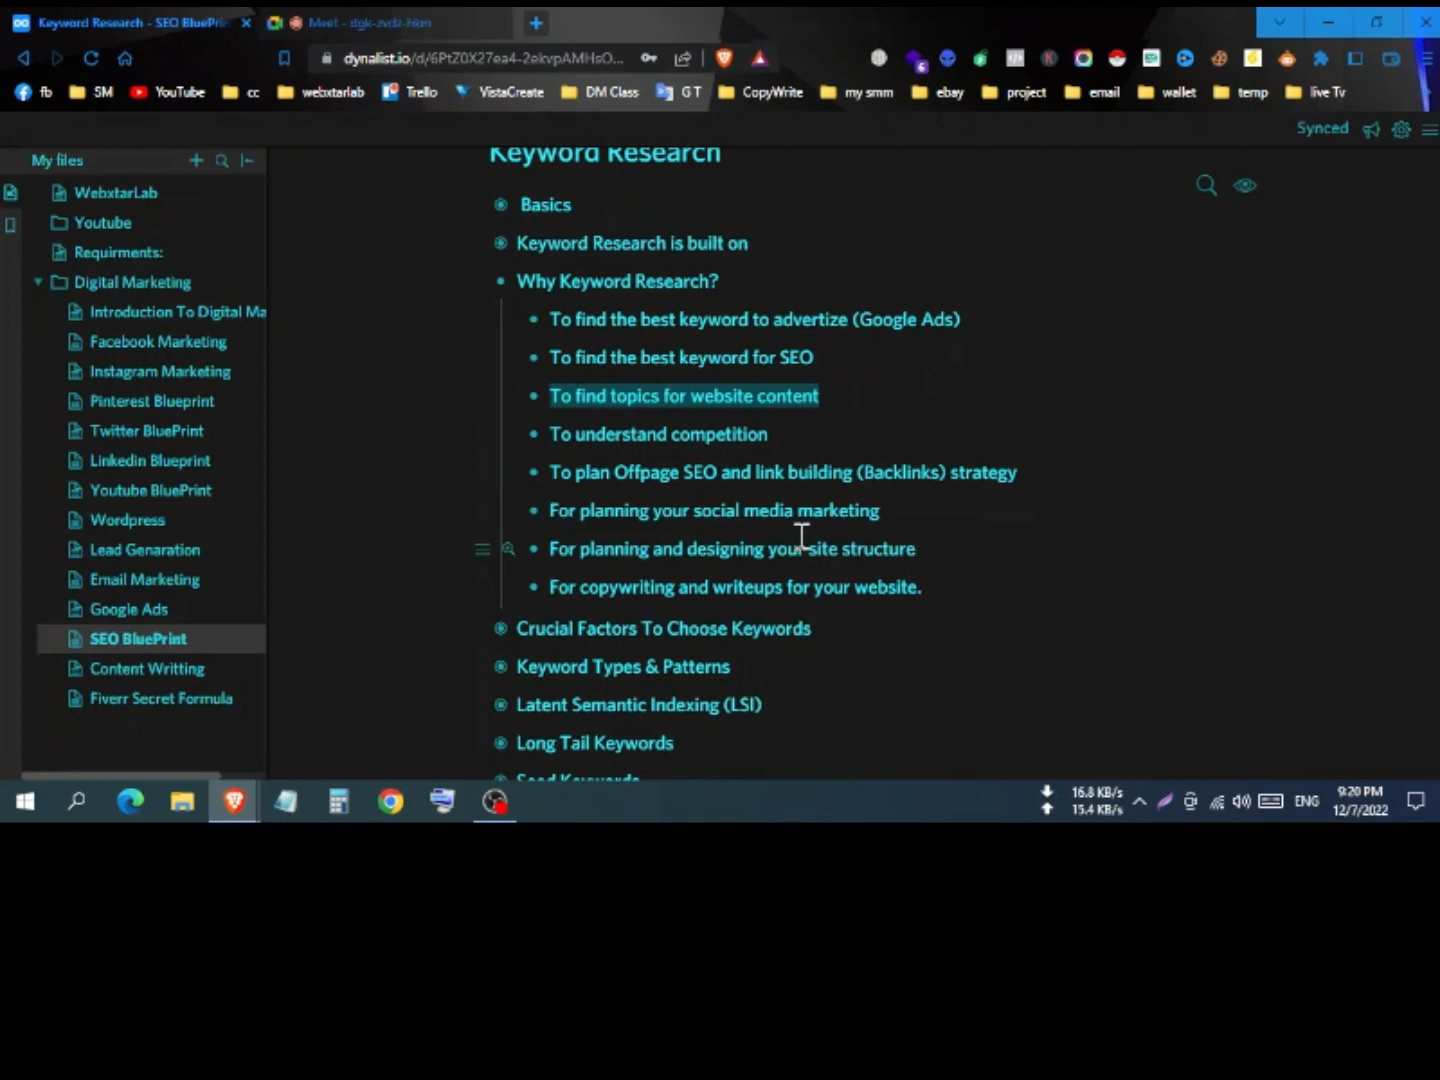 Keyword Research - SEO BluePrin
Meet - dgk-zvdz-hkm
dynalist.io/d/6PtZ0X27ea4-2ekvpAMHsO...
fb
SM
YouTube
cc
webxtarlab
Trello
VistaCreate
DM Class
G T
CopyWrite
my smm
ebay
project
email
wallet
temp
live Tv
Synced
My files
WebxtarLab
Youtube
Requirments:
Digital Marketing
Introduction To Digital Ma
Facebook Marketing
Instagram Marketing
Pinterest Blueprint
Twitter BluePrint
Linkedin Blueprint
Youtube BluePrint
Wordpress
Lead Genaration
Email Marketing
Google Ads
SEO BluePrint
Content Writting
Fiverr Secret Formula
Keyword Research
Basics
Keyword Research is built on
Why Keyword Research?
To find the best keyword to advertize (Google Ads)
To find the best keyword for SEO
To find topics for website content
To understand competition
To plan Offpage SEO and link building (Backlinks) strategy
For planning your social media marketing
For planning and designing your site structure
For copywriting and writeups for your website.
Crucial Factors To Choose Keywords
Keyword Types & Patterns
Latent Semantic Indexing (LSI)
Long Tail Keywords
Seed Keywords
16.8 KB/s
15.4 KB/s
ENG
9:20 PM
12/7/2022